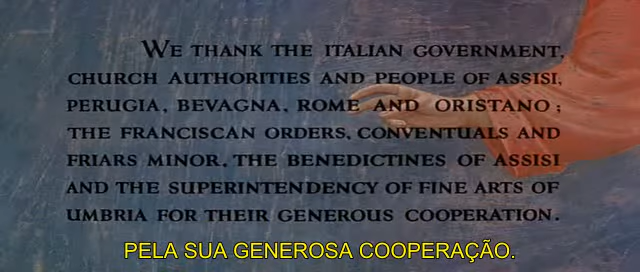 WE THANK THE ITALIAN GOVERNMENT,
CHURCH AUTHORITIES AND PEOPLE OF ASSISI,
PERUGIA, BEVAGNA, ROME AND ORISTANO;
THE FRANCISCAN ORDERS, CONVENTUALS AND
FRIARS MINOR, THE BENEDICTINES OF ASSISI
AND THE SUPERINTENDENCY OF FINE ARTS OF
UMBRIA FOR THEIR GENEROUS COOPERATION.
PELA SUA GENEROSA COOPERAÇÃO.